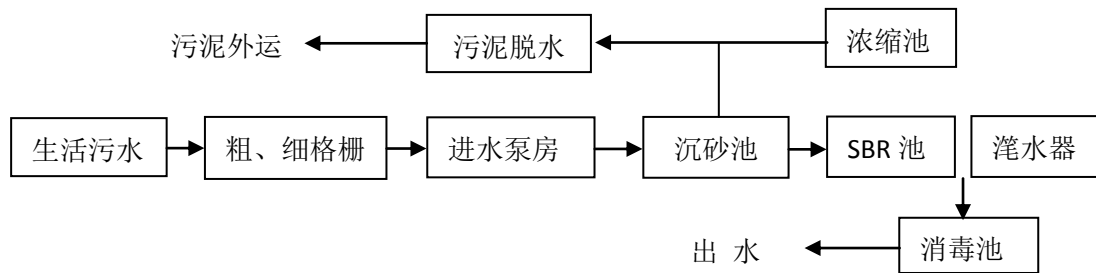 污泥外运
污泥脱水
浓缩池
生活污水
粗、细格栅
进水泵房
沉砂池
SBR 池
滗水器
出 水
消毒池